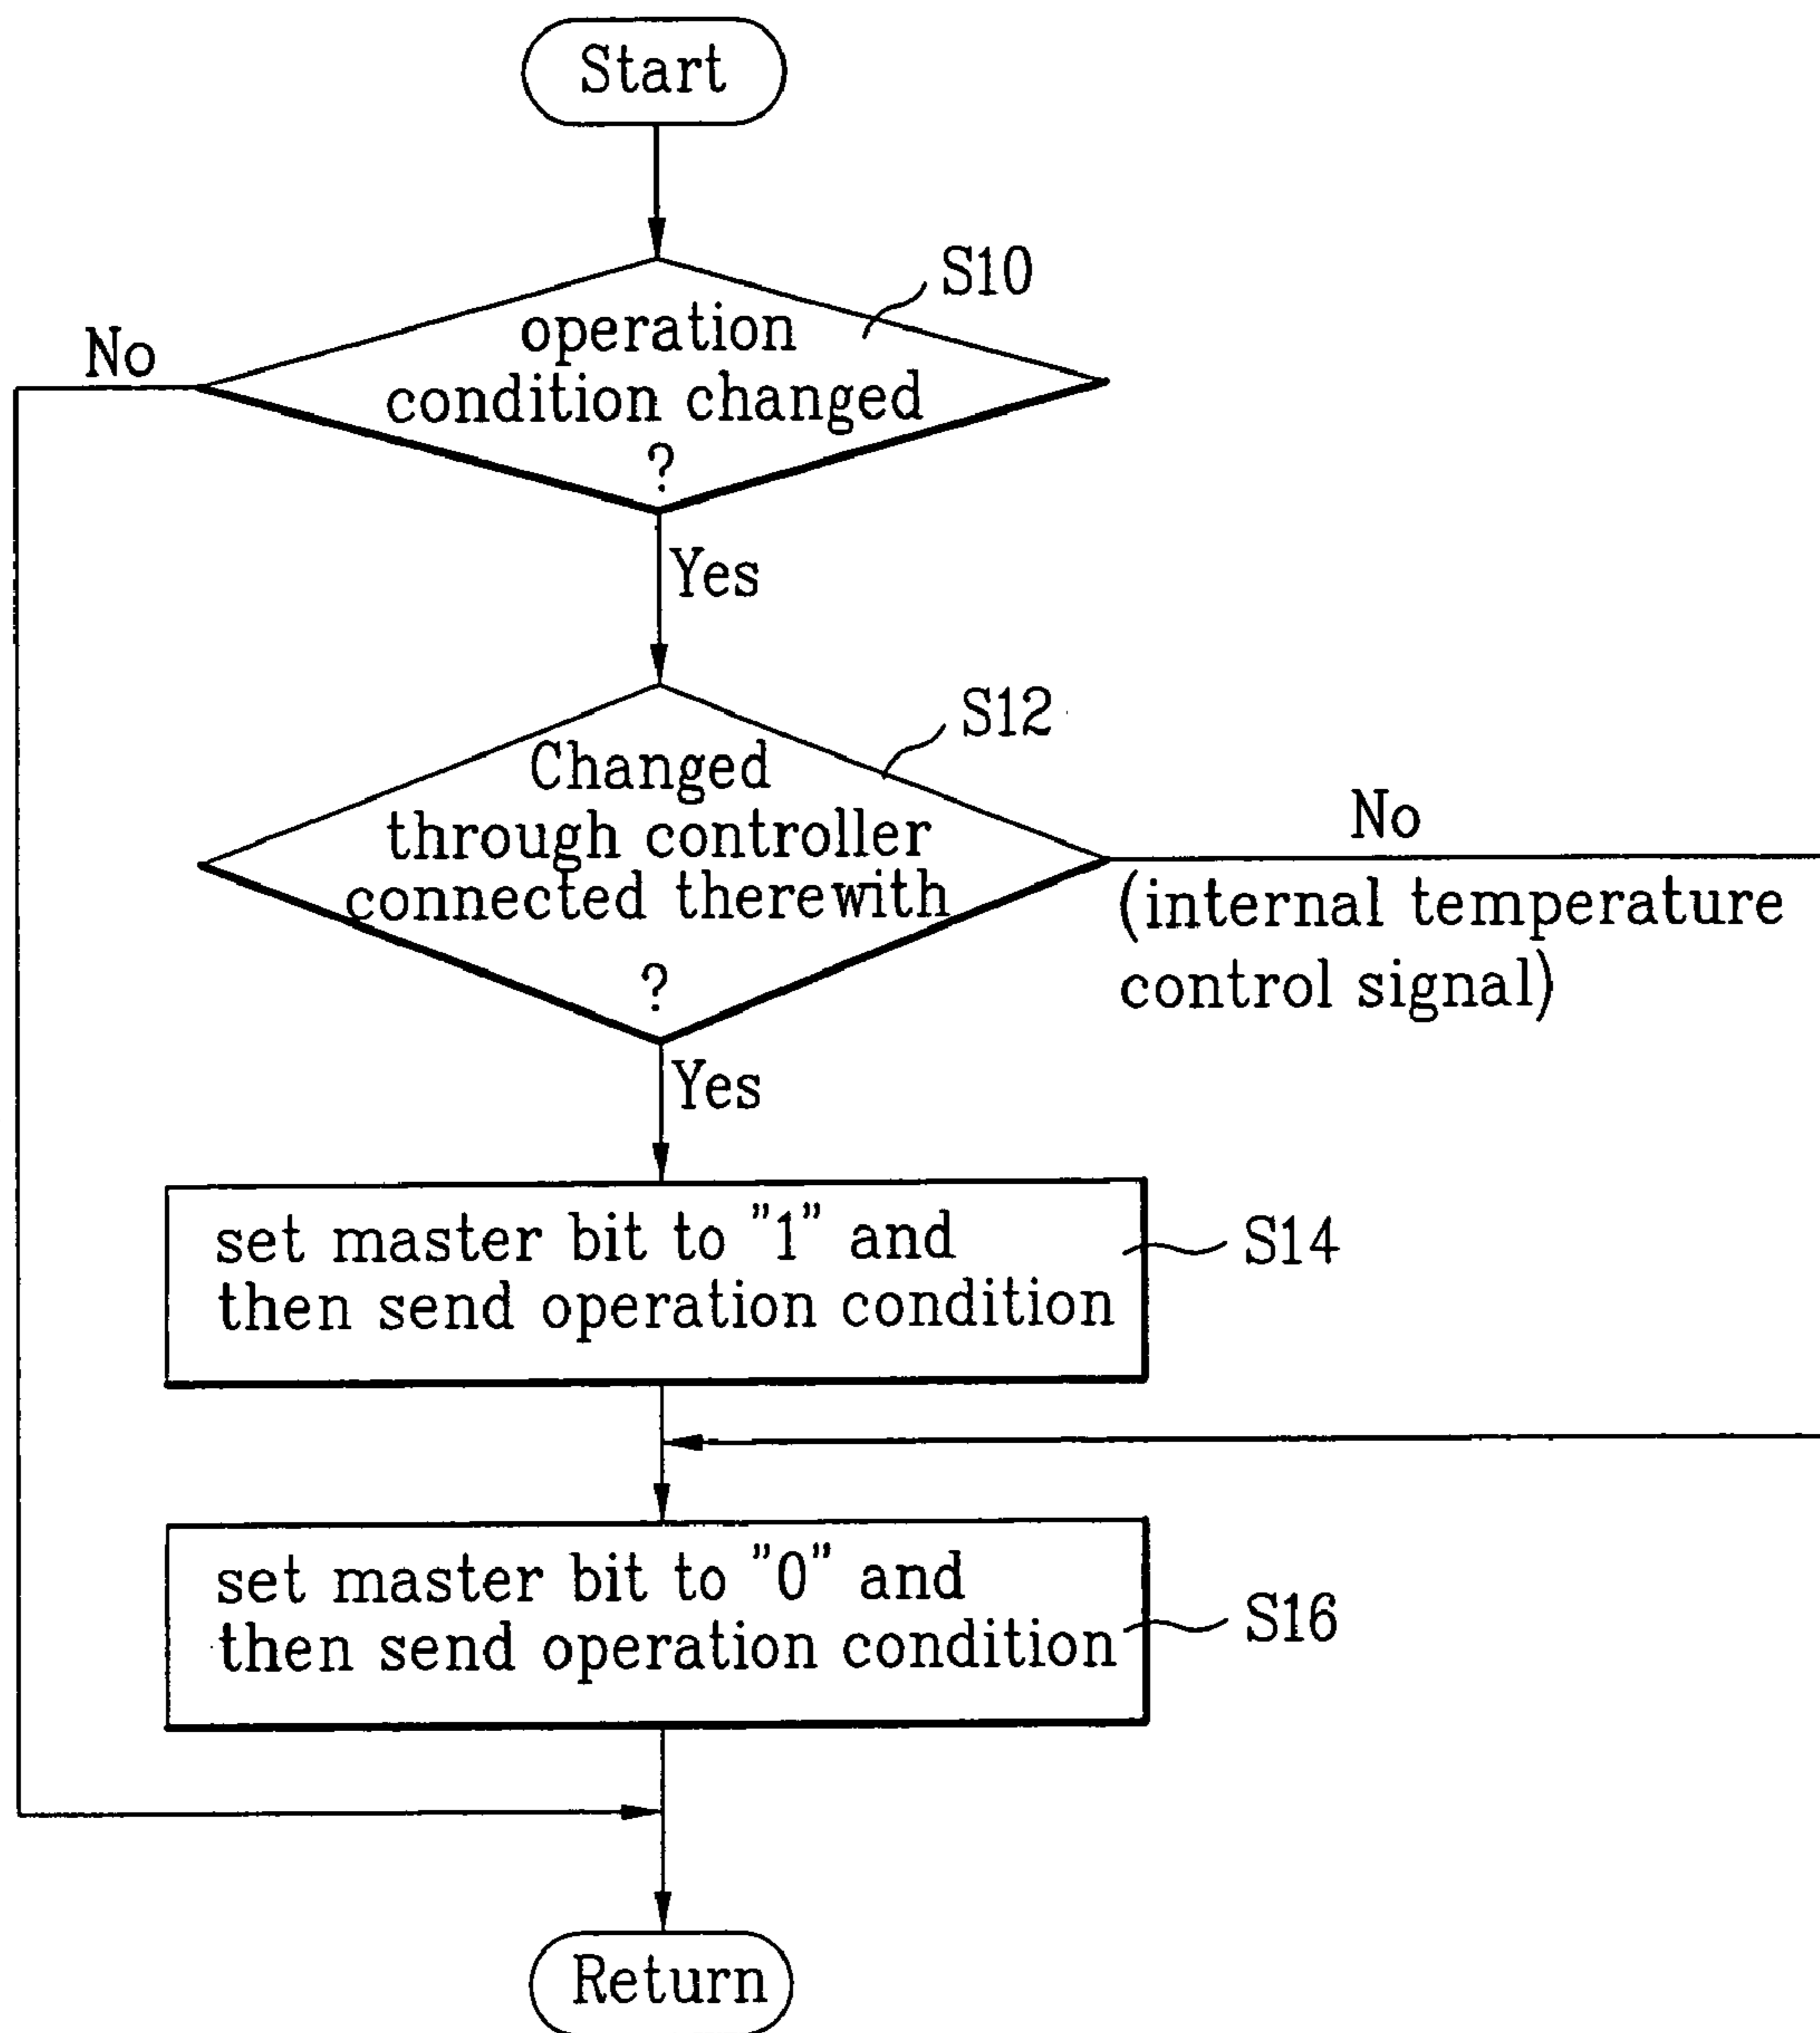 Start
S10
No
operation
condition changed
?
Yes
S12
Changed
through controller
connected therewith
?
No
(internal temperature
control signal)
Yes
set master bit to "1" and
then send operation condition
S14
set master bit to "0" and
then send operation condition
S16
Return